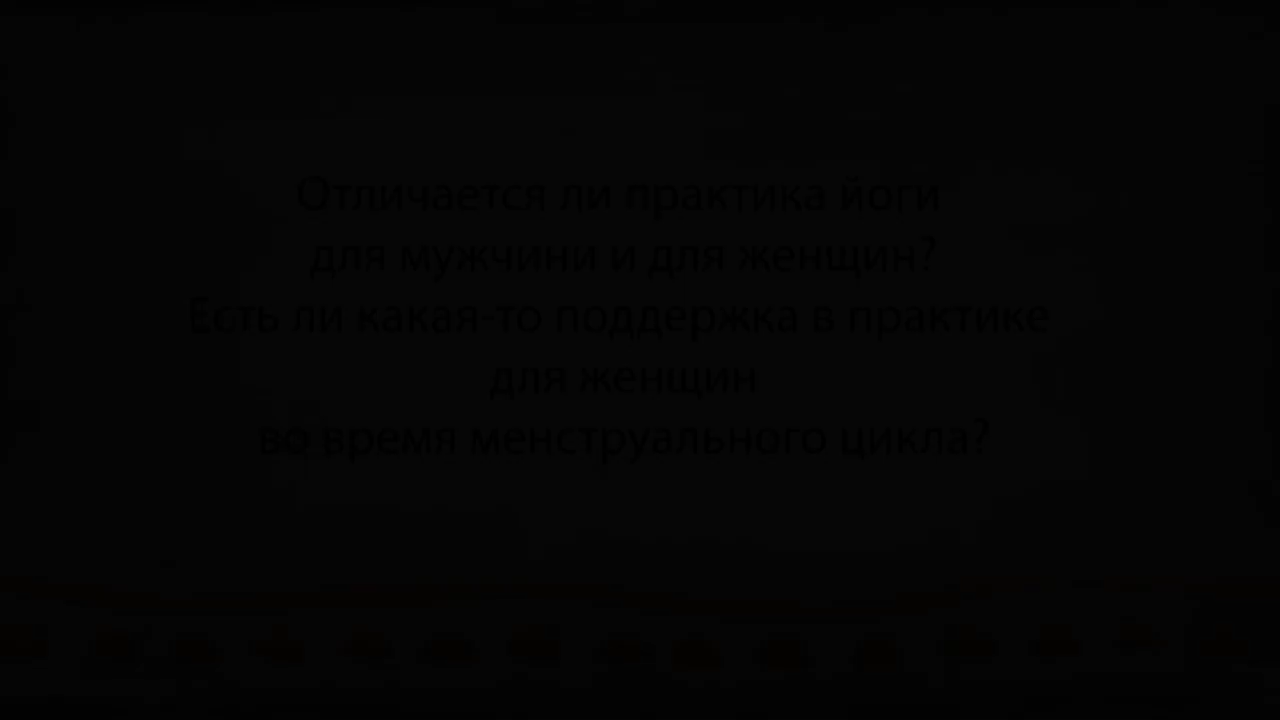 Отличается ли практика йоги
для мужчини и для женщин?
Есть ли какая-то поддержка в практике
для женщин
во время менструального цикла?